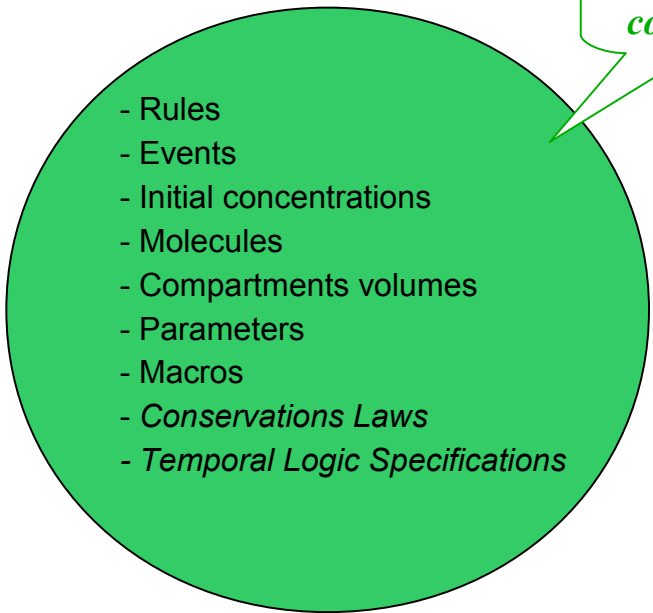 - Rules
- Events
- Initial concentrations
- Molecules
- Compartments volumes
- Parameters
- Macros
- Conservations Laws
- Temporal Logic Specifications